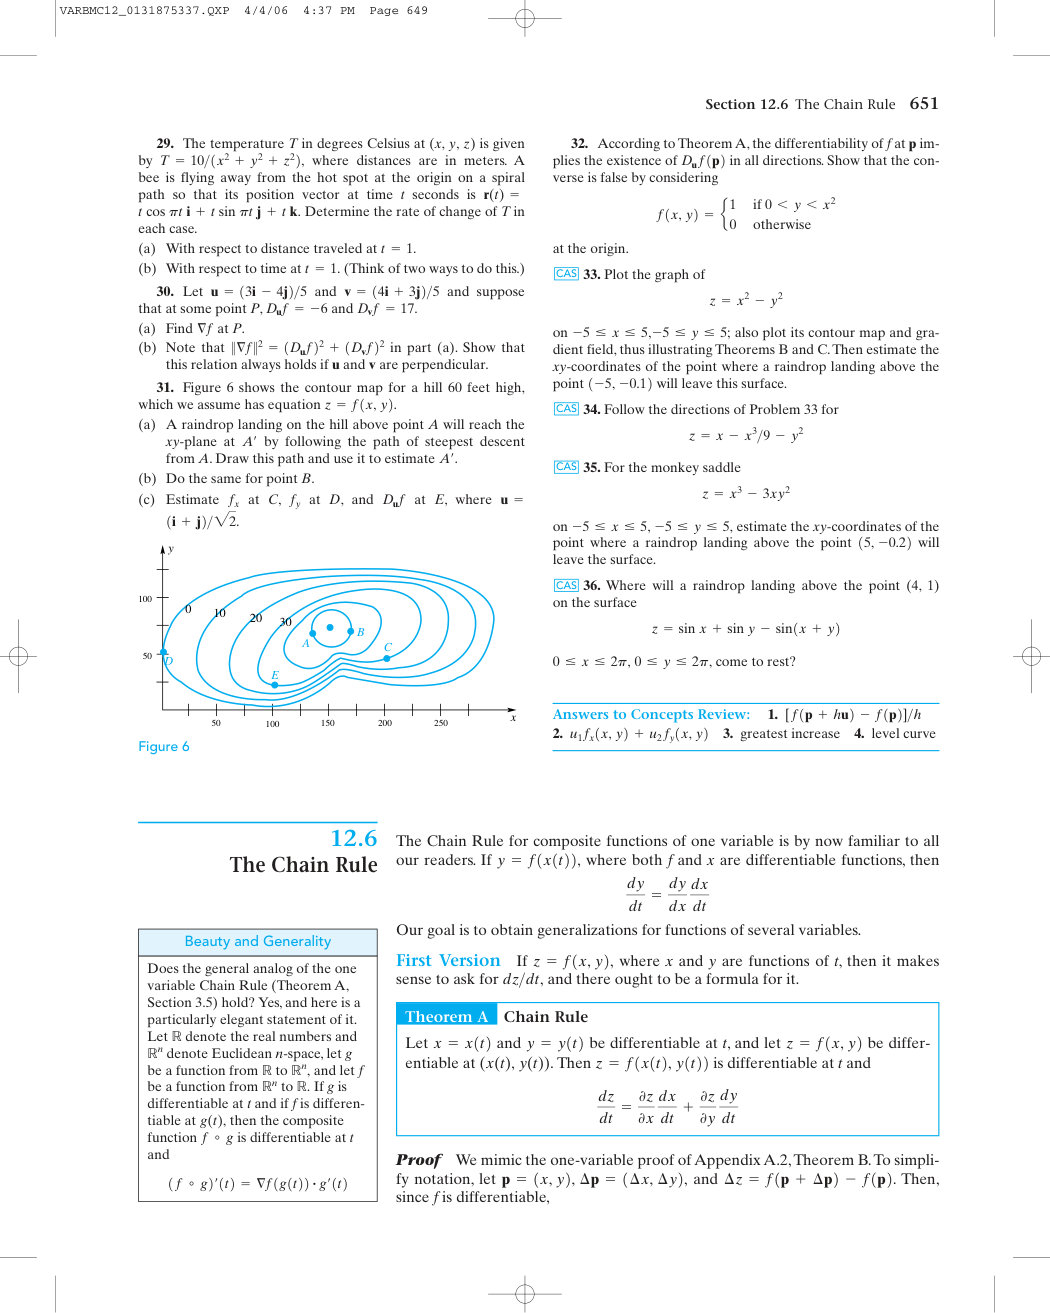 VARBMC12_0131875337.QXP 4/4/06 4:37 PM Page 649
Section 12.6 The Chain Rule 651
29. The temperature T in degrees Celsius at (x, y, z) is given
by T = 10/(x² + y² + z²), where distances are in meters. A
bee is flying away from the hot spot at the origin on a spiral
path so that its position vector at time t seconds is r(t) =
t cos πt i + t sin πt j + t k. Determine the rate of change of T in
each case.
(a) With respect to distance traveled at t = 1.
(b) With respect to time at t = 1. (Think of two ways to do this.)
30. Let u = (3i − 4j)/5 and v = (4i + 3j)/5 and suppose
that at some point P, Duf = −6 and Dvf = 17.
(a) Find ∇f at P.
(b) Note that ‖∇f‖² = (Duf)² + (Dvf)² in part (a). Show that
this relation always holds if u and v are perpendicular.
31. Figure 6 shows the contour map for a hill 60 feet high,
which we assume has equation z = f(x, y).
(a) A raindrop landing on the hill above point A will reach the
xy-plane at A′ by following the path of steepest descent
from A. Draw this path and use it to estimate A′.
(b) Do the same for point B.
(c) Estimate fx at C, fy at D, and Duf at E, where u =
(i + j)/√2.
y
100
0
10
20
30
A
B
C
50
D
E
50
100
150
200
250
x
Figure 6
32. According to Theorem A, the differentiability of f at p im-
plies the existence of Duf(p) in all directions. Show that the con-
verse is false by considering
f(x, y) = {1 if 0 < y < x²
0 otherwise
at the origin.
CAS 33. Plot the graph of
z = x² − y²
on −5 ≤ x ≤ 5,−5 ≤ y ≤ 5; also plot its contour map and gra-
dient field, thus illustrating Theorems B and C. Then estimate the
xy-coordinates of the point where a raindrop landing above the
point (−5, −0.1) will leave this surface.
CAS 34. Follow the directions of Problem 33 for
z = x − x³/9 − y²
CAS 35. For the monkey saddle
z = x³ − 3xy²
on −5 ≤ x ≤ 5, −5 ≤ y ≤ 5, estimate the xy-coordinates of the
point where a raindrop landing above the point (5, −0.2) will
leave the surface.
CAS 36. Where will a raindrop landing above the point (4, 1)
on the surface
z = sin x + sin y − sin(x + y)
0 ≤ x ≤ 2π, 0 ≤ y ≤ 2π, come to rest?
Answers to Concepts Review: 1. [f(p + hu) − f(p)]/h
2. u₁fx(x, y) + u₂fy(x, y) 3. greatest increase 4. level curve
12.6
The Chain Rule
The Chain Rule for composite functions of one variable is by now familiar to all
our readers. If y = f(x(t)), where both f and x are differentiable functions, then
dy/dt = dy/dx dx/dt
Our goal is to obtain generalizations for functions of several variables.
First Version If z = f(x, y), where x and y are functions of t, then it makes
sense to ask for dz/dt, and there ought to be a formula for it.
Theorem A Chain Rule
Let x = x(t) and y = y(t) be differentiable at t, and let z = f(x, y) be differ-
entiable at (x(t), y(t)). Then z = f(x(t), y(t)) is differentiable at t and
dz/dt = ∂z/∂x dx/dt + ∂z/∂y dy/dt
Proof We mimic the one-variable proof of Appendix A.2, Theorem B. To simpli-
fy notation, let p = (x, y), Δp = (Δx, Δy), and Δz = f(p + Δp) − f(p). Then,
since f is differentiable,
Beauty and Generality
Does the general analog of the one
variable Chain Rule (Theorem A,
Section 3.5) hold? Yes, and here is a
particularly elegant statement of it.
Let ℝ denote the real numbers and
ℝⁿ denote Euclidean n-space, let g
be a function from ℝ to ℝⁿ, and let f
be a function from ℝⁿ to ℝ. If g is
differentiable at t and if f is differen-
tiable at g(t), then the composite
function f ∘ g is differentiable at t
and
(f ∘ g)′(t) = ∇f(g(t)) · g′(t)